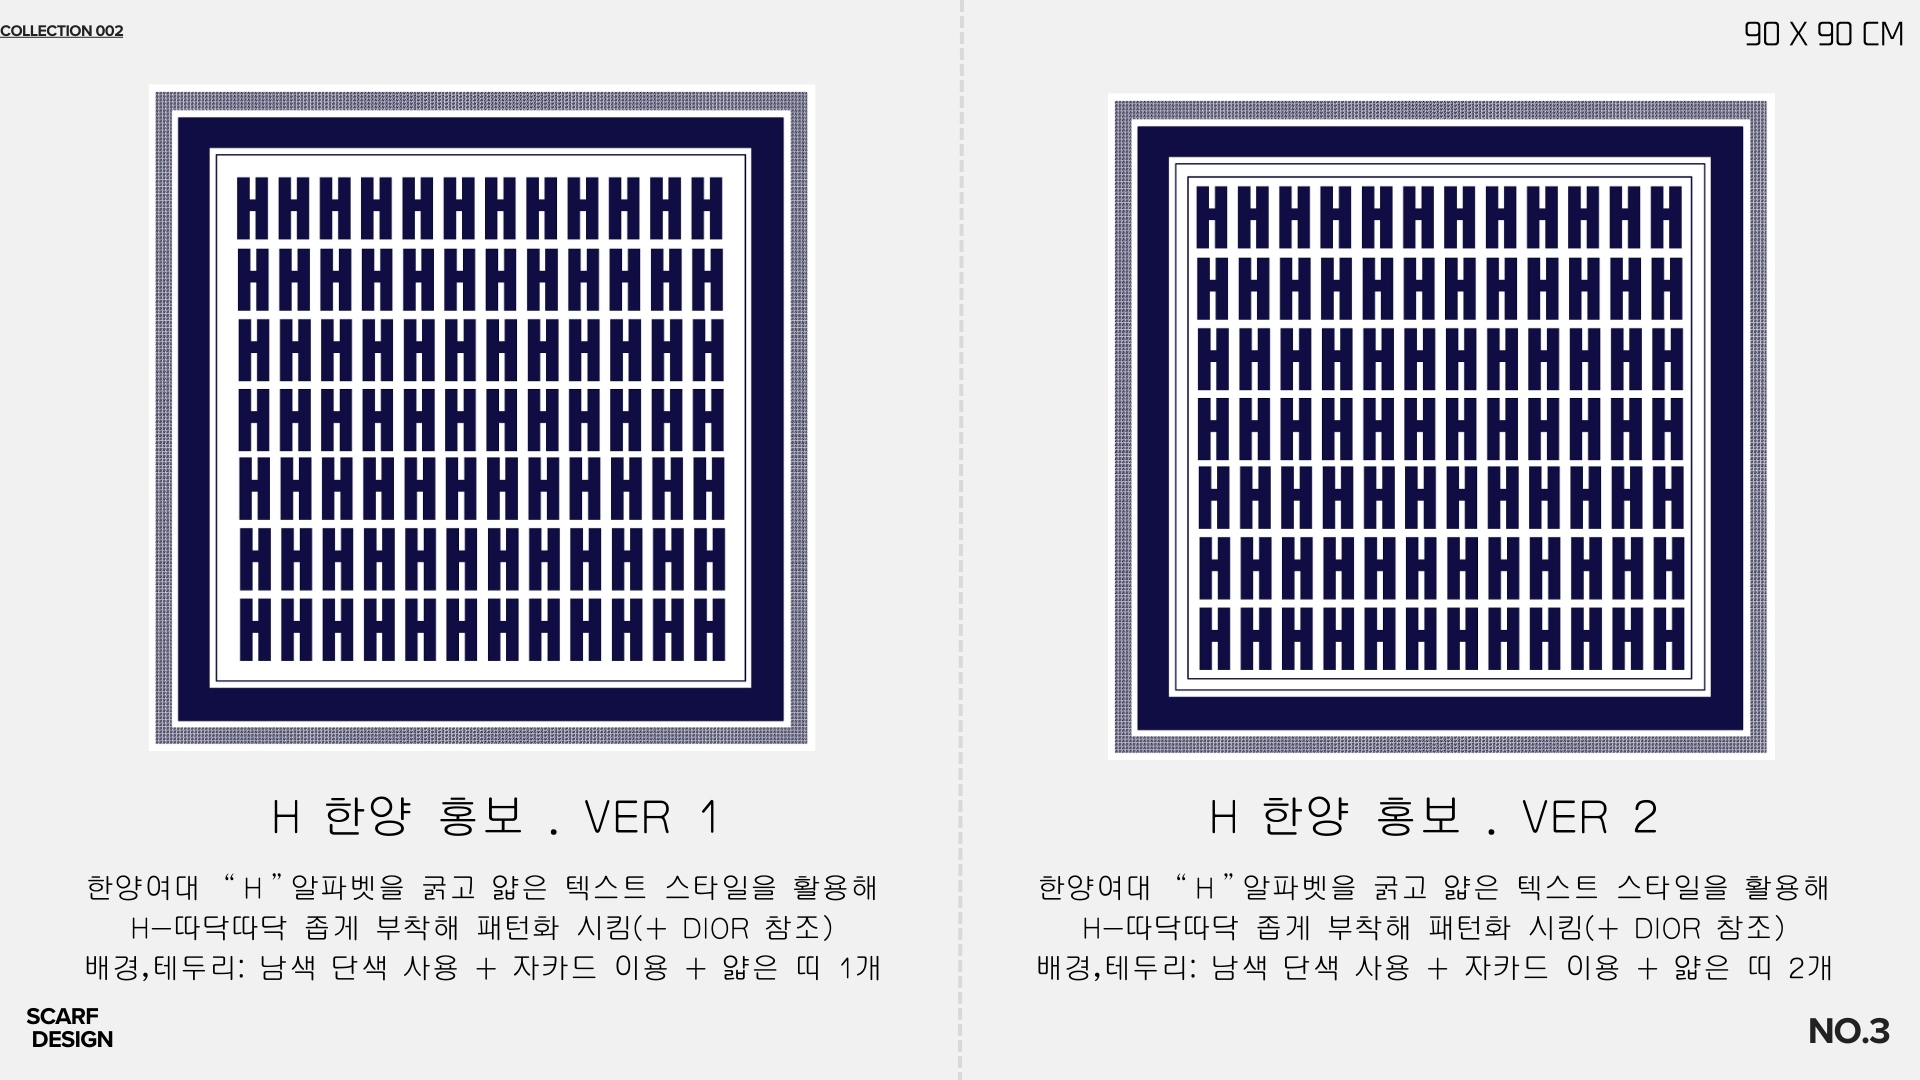 COLLECTION 002
90 X 90 CM
H H H H H H H H H H H H
H H H H H H H H H H H H
H H H H H H H H H H H H
H H H H H H H H H H H H
H H H H H H H H H H H H
H H H H H H H H H H H H
H H H H H H H H H H H H
H 한양 홍보 . VER 1
한양여대 “ H ” 알파벳을 굵고 얇은 텍스트 스타일을 활용해
H–따닥따닥 좁게 부착해 패턴화 시킴(+ DIOR 참조)
배경,테두리: 남색 단색 사용 + 자카드 이용 + 얇은 띠 1개
H H H H H H H H H H H H
H H H H H H H H H H H H
H H H H H H H H H H H H
H H H H H H H H H H H H
H H H H H H H H H H H H
H H H H H H H H H H H H
H H H H H H H H H H H H
H 한양 홍보 . VER 2
한양여대 “ H ” 알파벳을 굵고 얇은 텍스트 스타일을 활용해
H–따닥따닥 좁게 부착해 패턴화 시킴(+ DIOR 참조)
배경,테두리: 남색 단색 사용 + 자카드 이용 + 얇은 띠 2개
SCARF
DESIGN
NO.3